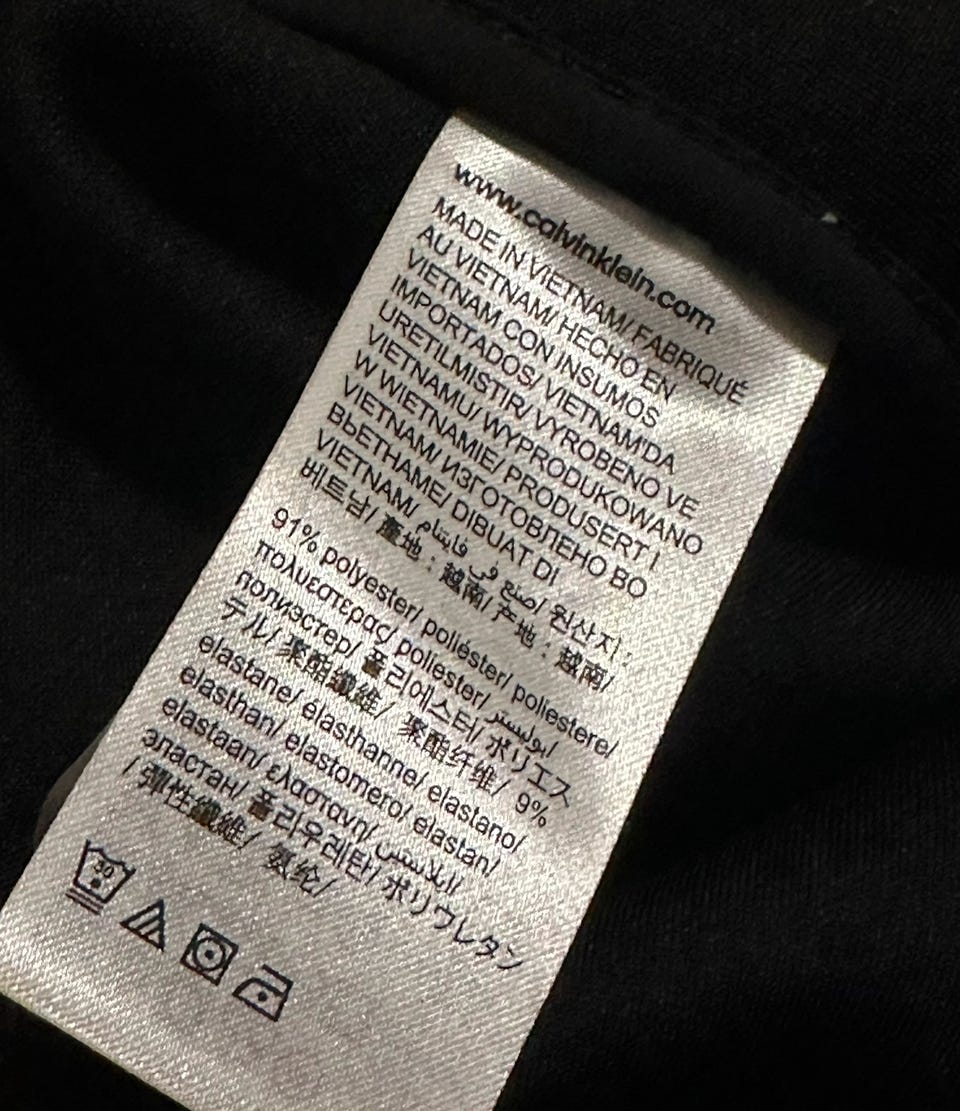 www.calvinklein.com
MADE IN VIETNAM/ FABRIQUÉ
AU VIETNAM/ HECHO EN
VIETNAM CON INSUMOS
IMPORTADOS/ VIETNAM'DA
URETILMISTIR/ VYROBENO VE
VIETNAMU/ WYPRODUKOWANO
W WIETNAMIE/ PRODUSERT I
VIETNAM/ ИЗГОТОВЛЕНО ВО
ВЬЕТНАМЕ/ DIBUAT DI
VIETNAM/ صنع في فايتنام/ 원산지 :
베트남/ 產地 : 越南/ 产地 : 越南/
91% polyester/ poliéster/ poliestere/
πολυεστερας/ poliester/ ابوليستر/
полиэстер/ 폴리에스터/ ポリエス
テル/ 聚酯纖維/ 聚酯纤维/ 9%
elastane/ élasthanne/ elastano/
elasthan/ elastomero/ elastan/
elastaan/ ελαστανη/ ايلاستين/
эластан/ 폴리우레탄/ ポリウレタン
/ 彈性纖維/ 氨纶/
30